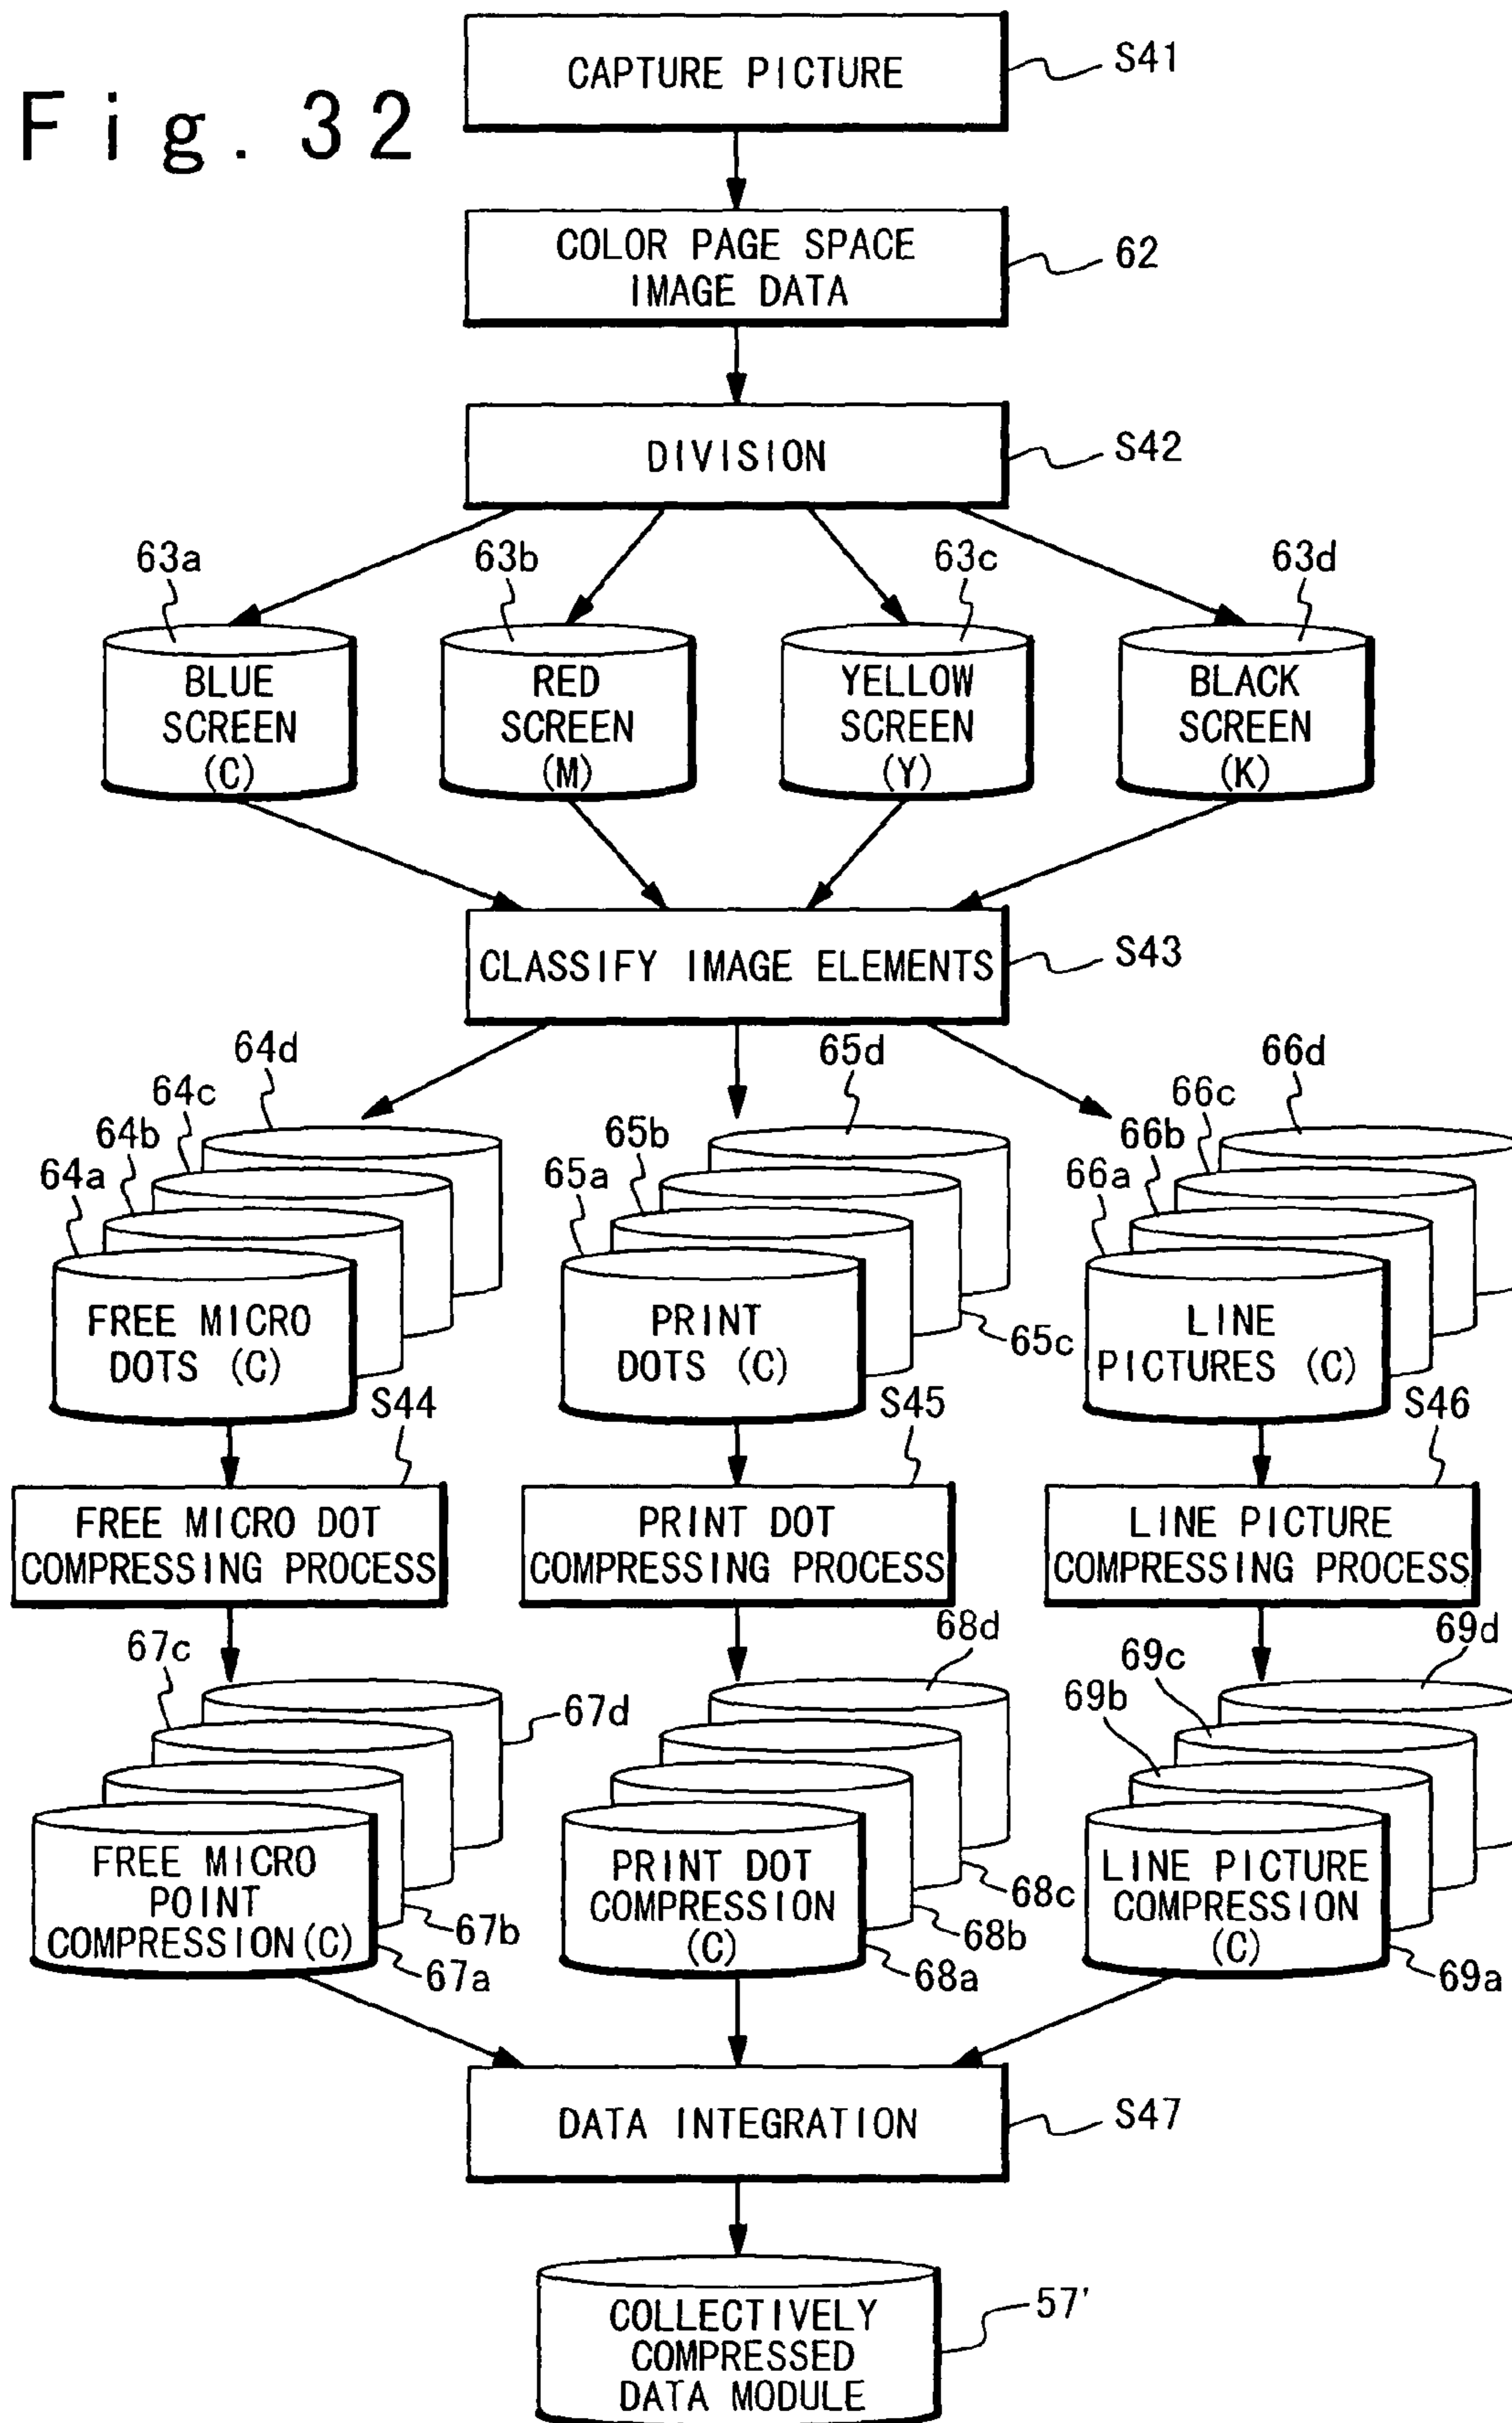 Fig. 32
CAPTURE PICTURE
S41
COLOR PAGE SPACE
IMAGE DATA
62
DIVISION
S42
63a
63b
63c
63d
BLUE
SCREEN
(C)
RED
SCREEN
(M)
YELLOW
SCREEN
(Y)
BLACK
SCREEN
(K)
CLASSIFY IMAGE ELEMENTS
S43
64d
64c
64b
64a
65d
65b
65a
66d
66c
66b
66a
FREE MICRO
DOTS (C)
PRINT
DOTS (C)
65c
LINE
PICTURES (C)
S44
S45
S46
FREE MICRO DOT
COMPRESSING PROCESS
PRINT DOT
COMPRESSING PROCESS
LINE PICTURE
COMPRESSING PROCESS
67c
67d
68d
69d
69c
69b
FREE MICRO
POINT
COMPRESSION(C)
67b
67a
PRINT DOT
COMPRESSION
(C)
68c
68b
68a
LINE PICTURE
COMPRESSION
(C)
69a
DATA INTEGRATION
S47
COLLECTIVELY
COMPRESSED
DATA MODULE
57'